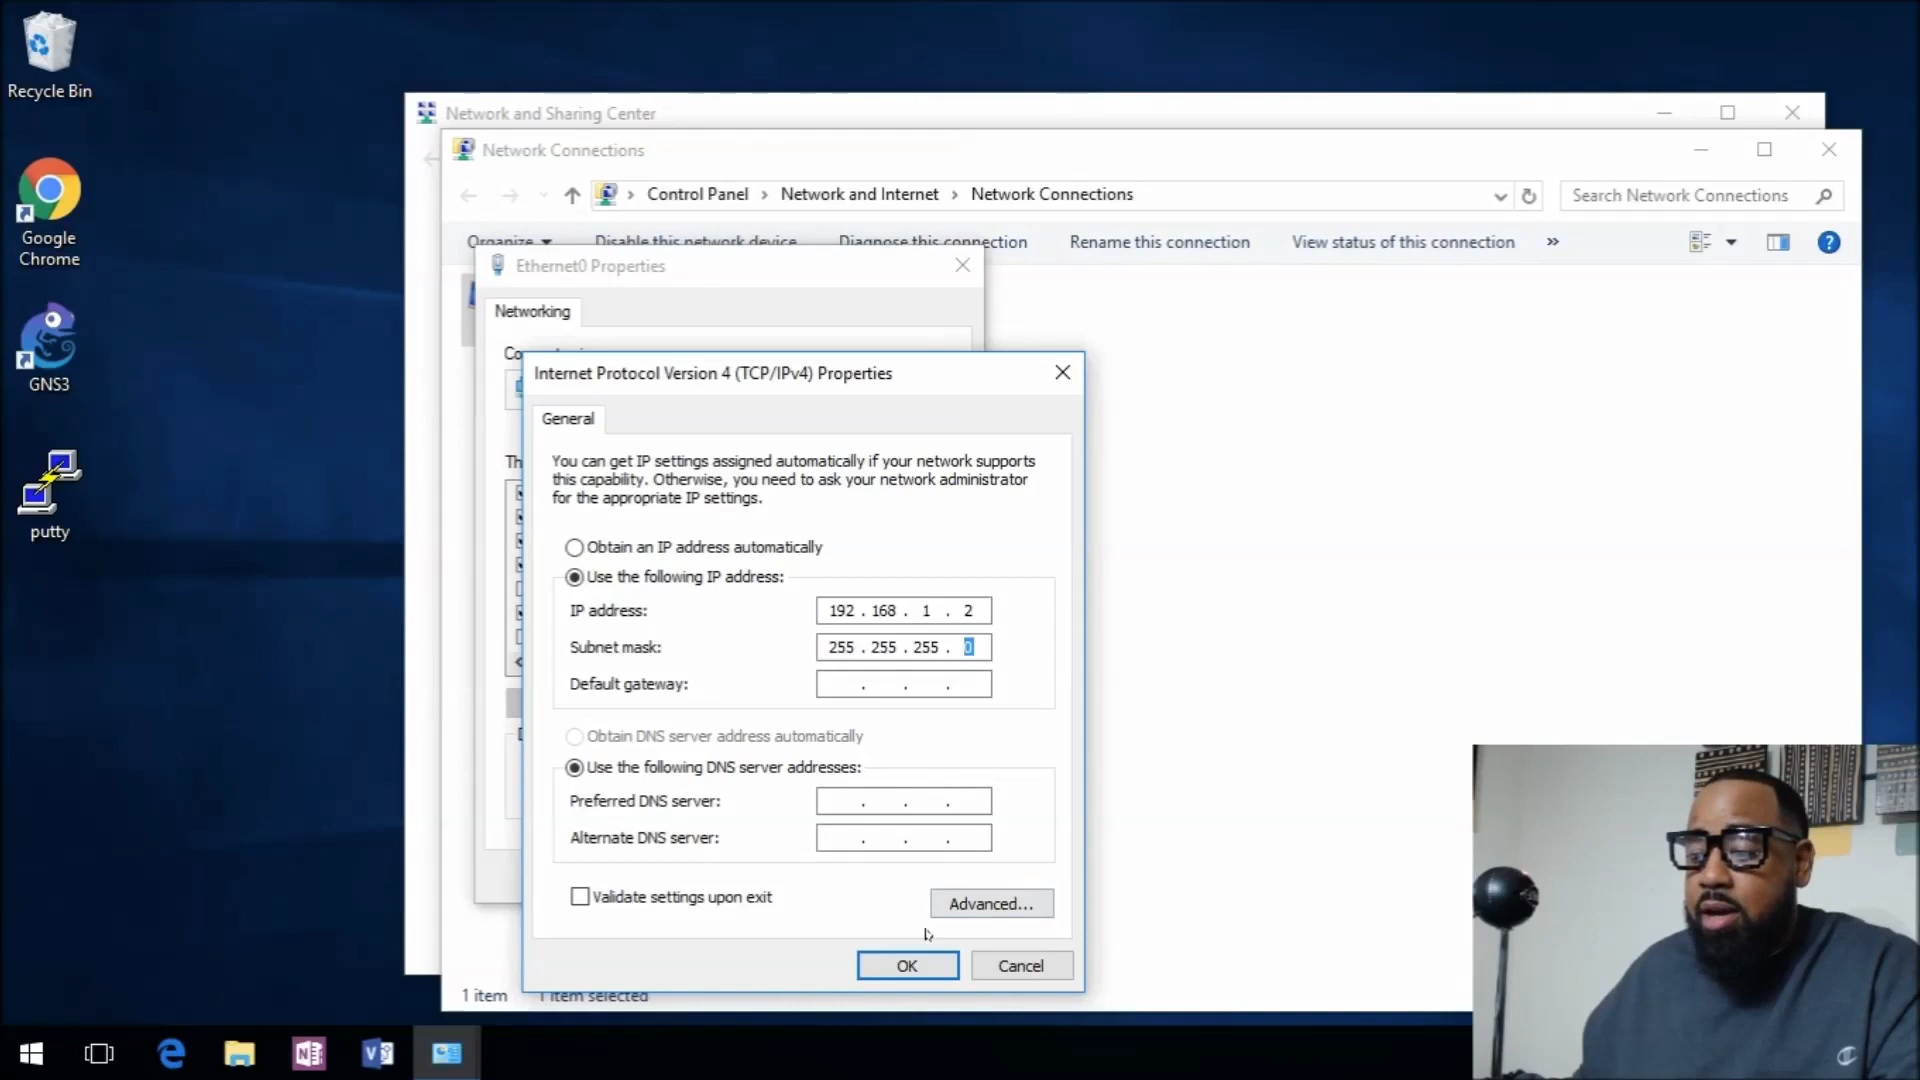 Recycle Bin
Google
Chrome
GNS3
putty
Network and Sharing Center
Network Connections
Control Panel > Network and Internet > Network Connections
Search Network Connections
Organize
Disable this network device
Diagnose this connection
Rename this connection
View status of this connection
»
Ethernet0 Properties
Networking
Co
Th
Internet Protocol Version 4 (TCP/IPv4) Properties
General
You can get IP settings assigned automatically if your network supports
this capability. Otherwise, you need to ask your network administrator
for the appropriate IP settings.
Obtain an IP address automatically
Use the following IP address:
IP address: 192 . 168 . 1 . 2
Subnet mask: 255 . 255 . 255 . 0
Default gateway: . . .
Obtain DNS server address automatically
Use the following DNS server addresses:
Preferred DNS server: . . .
Alternate DNS server: . . .
Validate settings upon exit
Advanced...
OK
Cancel
1 item
1 item selected